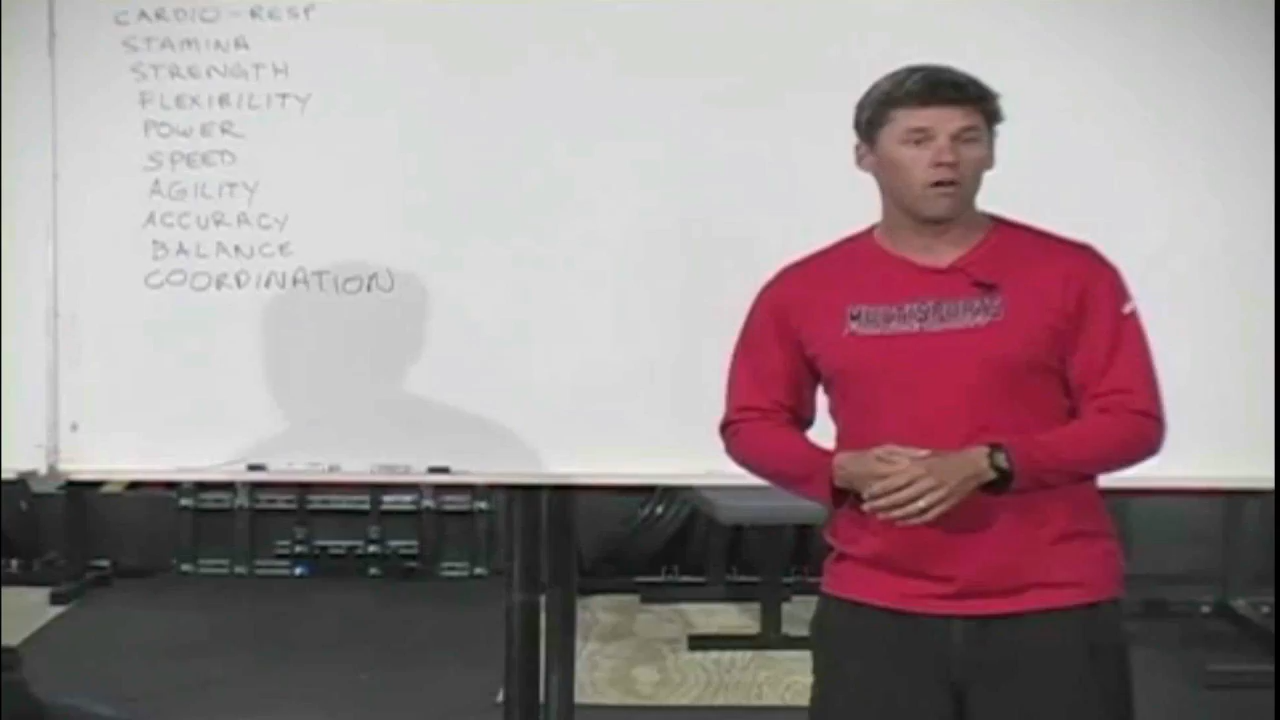 CARDIO-RESP
STAMINA
STRENGTH
FLEXIBILITY
POWER
SPEED
AGILITY
ACCURACY
BALANCE
COORDINATION